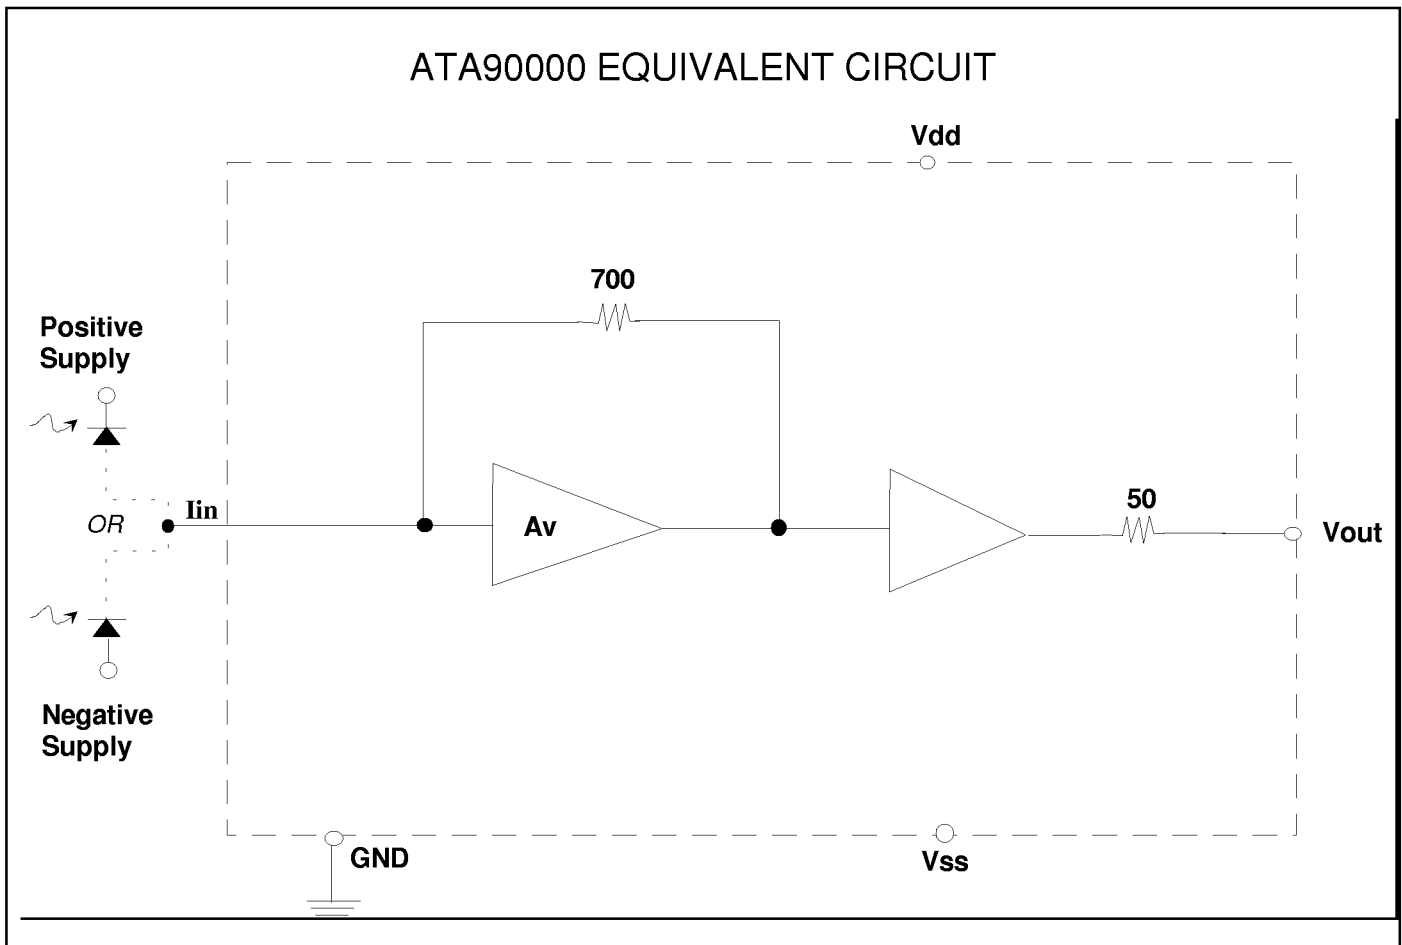 ATA90000 EQUIVALENT CIRCUIT
Vdd
700
Positive
Supply
Iin
OR
Av
50
Vout
Negative
Supply
GND
Vss